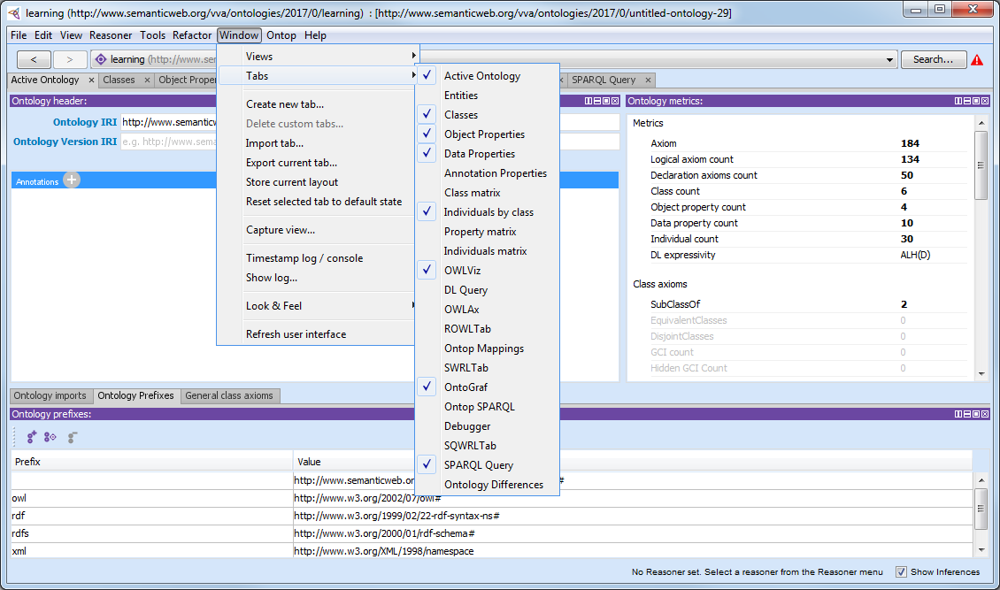 learning (http://www.semanticweb.org/vva/ontologies/2017/0/learning) : [http://www.semanticweb.org/vva/ontologies/2017/0/untitled-ontology-29]
File Edit View Reasoner Tools Refactor Window Ontop Help
< > learning (http://www.sem Search...
Active Ontology × Classes × Object Proper × SPARQL Query ×
Views
Tabs
Create new tab...
Delete custom tabs...
Import tab...
Export current tab...
Store current layout
Reset selected tab to default state
Capture view...
Timestamp log / console
Show log...
Look & Feel
Refresh user interface
Active Ontology
Entities
Classes
Object Properties
Data Properties
Annotation Properties
Class matrix
Individuals by class
Property matrix
Individuals matrix
OWLViz
DL Query
OWLAx
ROWLTab
Ontop Mappings
SWRLTab
OntoGraf
Ontop SPARQL
Debugger
SQWRLTab
SPARQL Query
Ontology Differences
Ontology header:
Ontology IRI http://www.semanticw
Ontology Version IRI e.g. http://www.sema
Annotations
Ontology metrics:
Metrics
Axiom 184
Logical axiom count 134
Declaration axioms count 50
Class count 6
Object property count 4
Data property count 10
Individual count 30
DL expressivity ALH(D)
Class axioms
SubClassOf 2
EquivalentClasses 0
DisjointClasses 0
GCI count 0
Hidden GCI Count 0
Ontology imports Ontology Prefixes General class axioms
Ontology prefixes:
Prefix Value
http://www.semanticweb.or #
owl http://www.w3.org/2002/07/owl#
rdf http://www.w3.org/1999/02/22-rdf-syntax-ns#
rdfs http://www.w3.org/2000/01/rdf-schema#
xml http://www.w3.org/XML/1998/namespace
No Reasoner set. Select a reasoner from the Reasoner menu Show Inferences